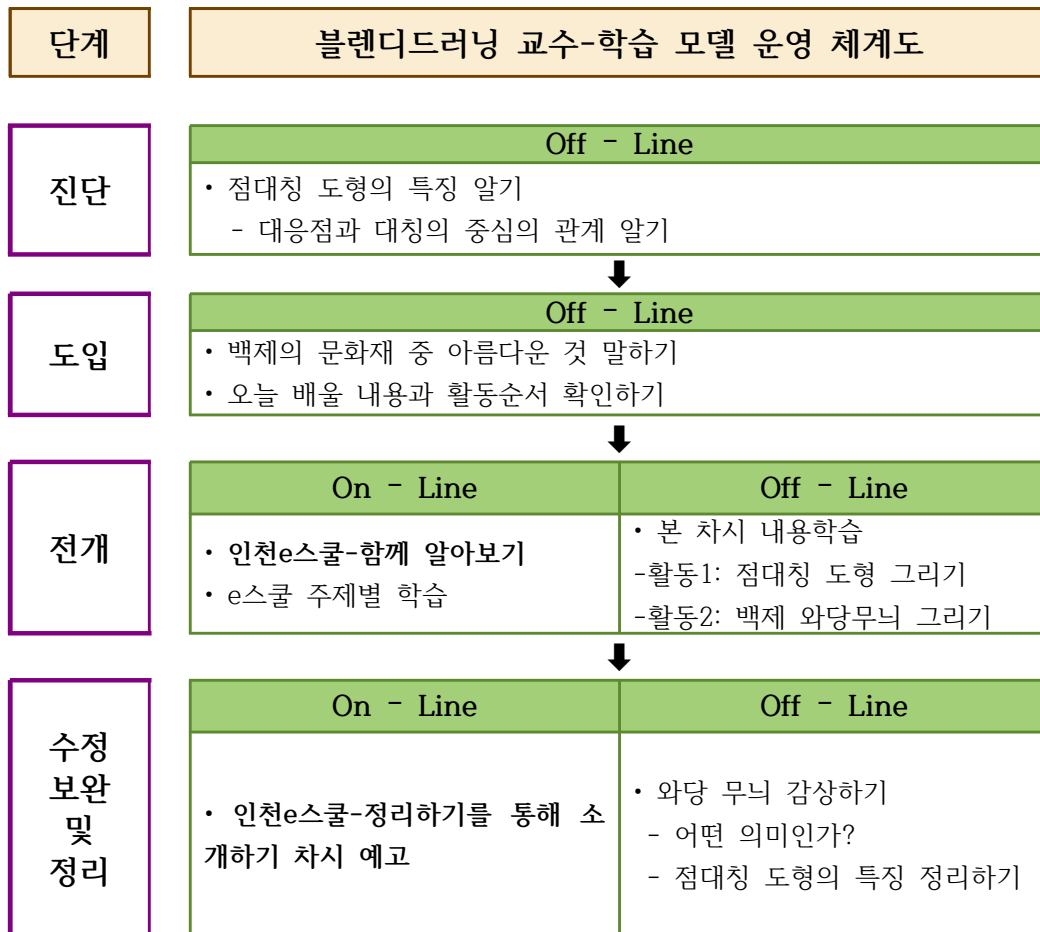 단계
블렌디드러닝 교수-학습 모델 운영 체계도
진단
Off - Line
· 점대칭 도형의 특징 알기
- 대응점과 대칭의 중심의 관계 알기
도입
Off - Line
· 백제의 문화재 중 아름다운 것 말하기
· 오늘 배울 내용과 활동순서 확인하기
전개
On - Line
· 인천e스쿨-함께 알아보기
· e스쿨 주제별 학습
Off - Line
· 본 차시 내용학습
-활동1: 점대칭 도형 그리기
-활동2: 백제 와당무늬 그리기
수정
보완
및
정리
On - Line
· 인천e스쿨-정리하기를 통해 소
개하기 차시 예고
Off - Line
· 와당 무늬 감상하기
- 어떤 의미인가?
- 점대칭 도형의 특징 정리하기